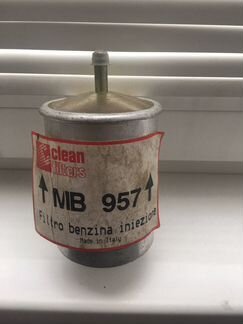 clean
filters
MB 957
Filtro benzina iniezione
Made in Italy